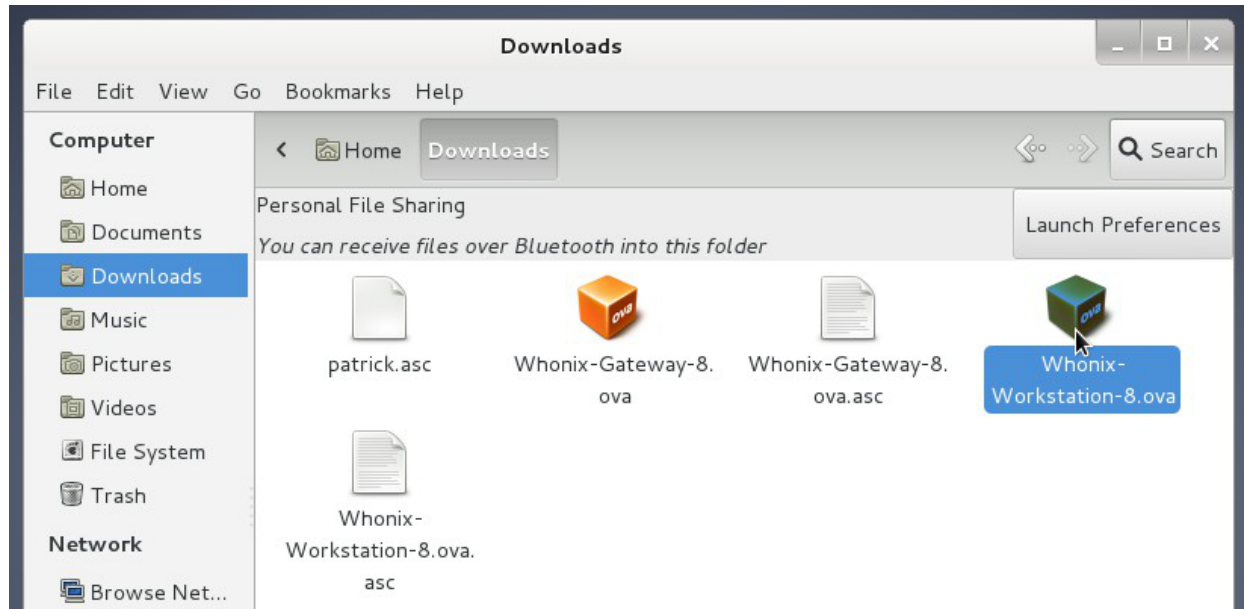 Downloads
File Edit View Go Bookmarks Help
Computer
Home
Documents
Downloads
Music
Pictures
Videos
File System
Trash
Network
Browse Net...
Home Downloads Search
Personal File Sharing
You can receive files over Bluetooth into this folder
Launch Preferences
patrick.asc
ova
Whonix-Gateway-8.
ova
Whonix-Gateway-8.
ova.asc
ova
Whonix-
Workstation-8.ova
Whonix-
Workstation-8.ova.
asc